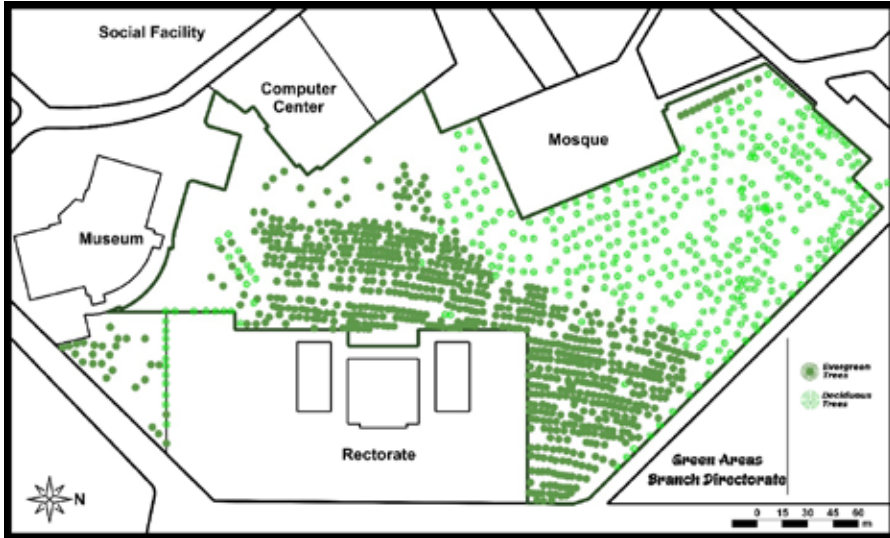 Social Facility
Computer
Center
Mosque
Museum
Evergreen
Trees
Deciduous
Trees
Rectorate
Green Areas
Branch Directorate
N
0 15 30 45 60
m